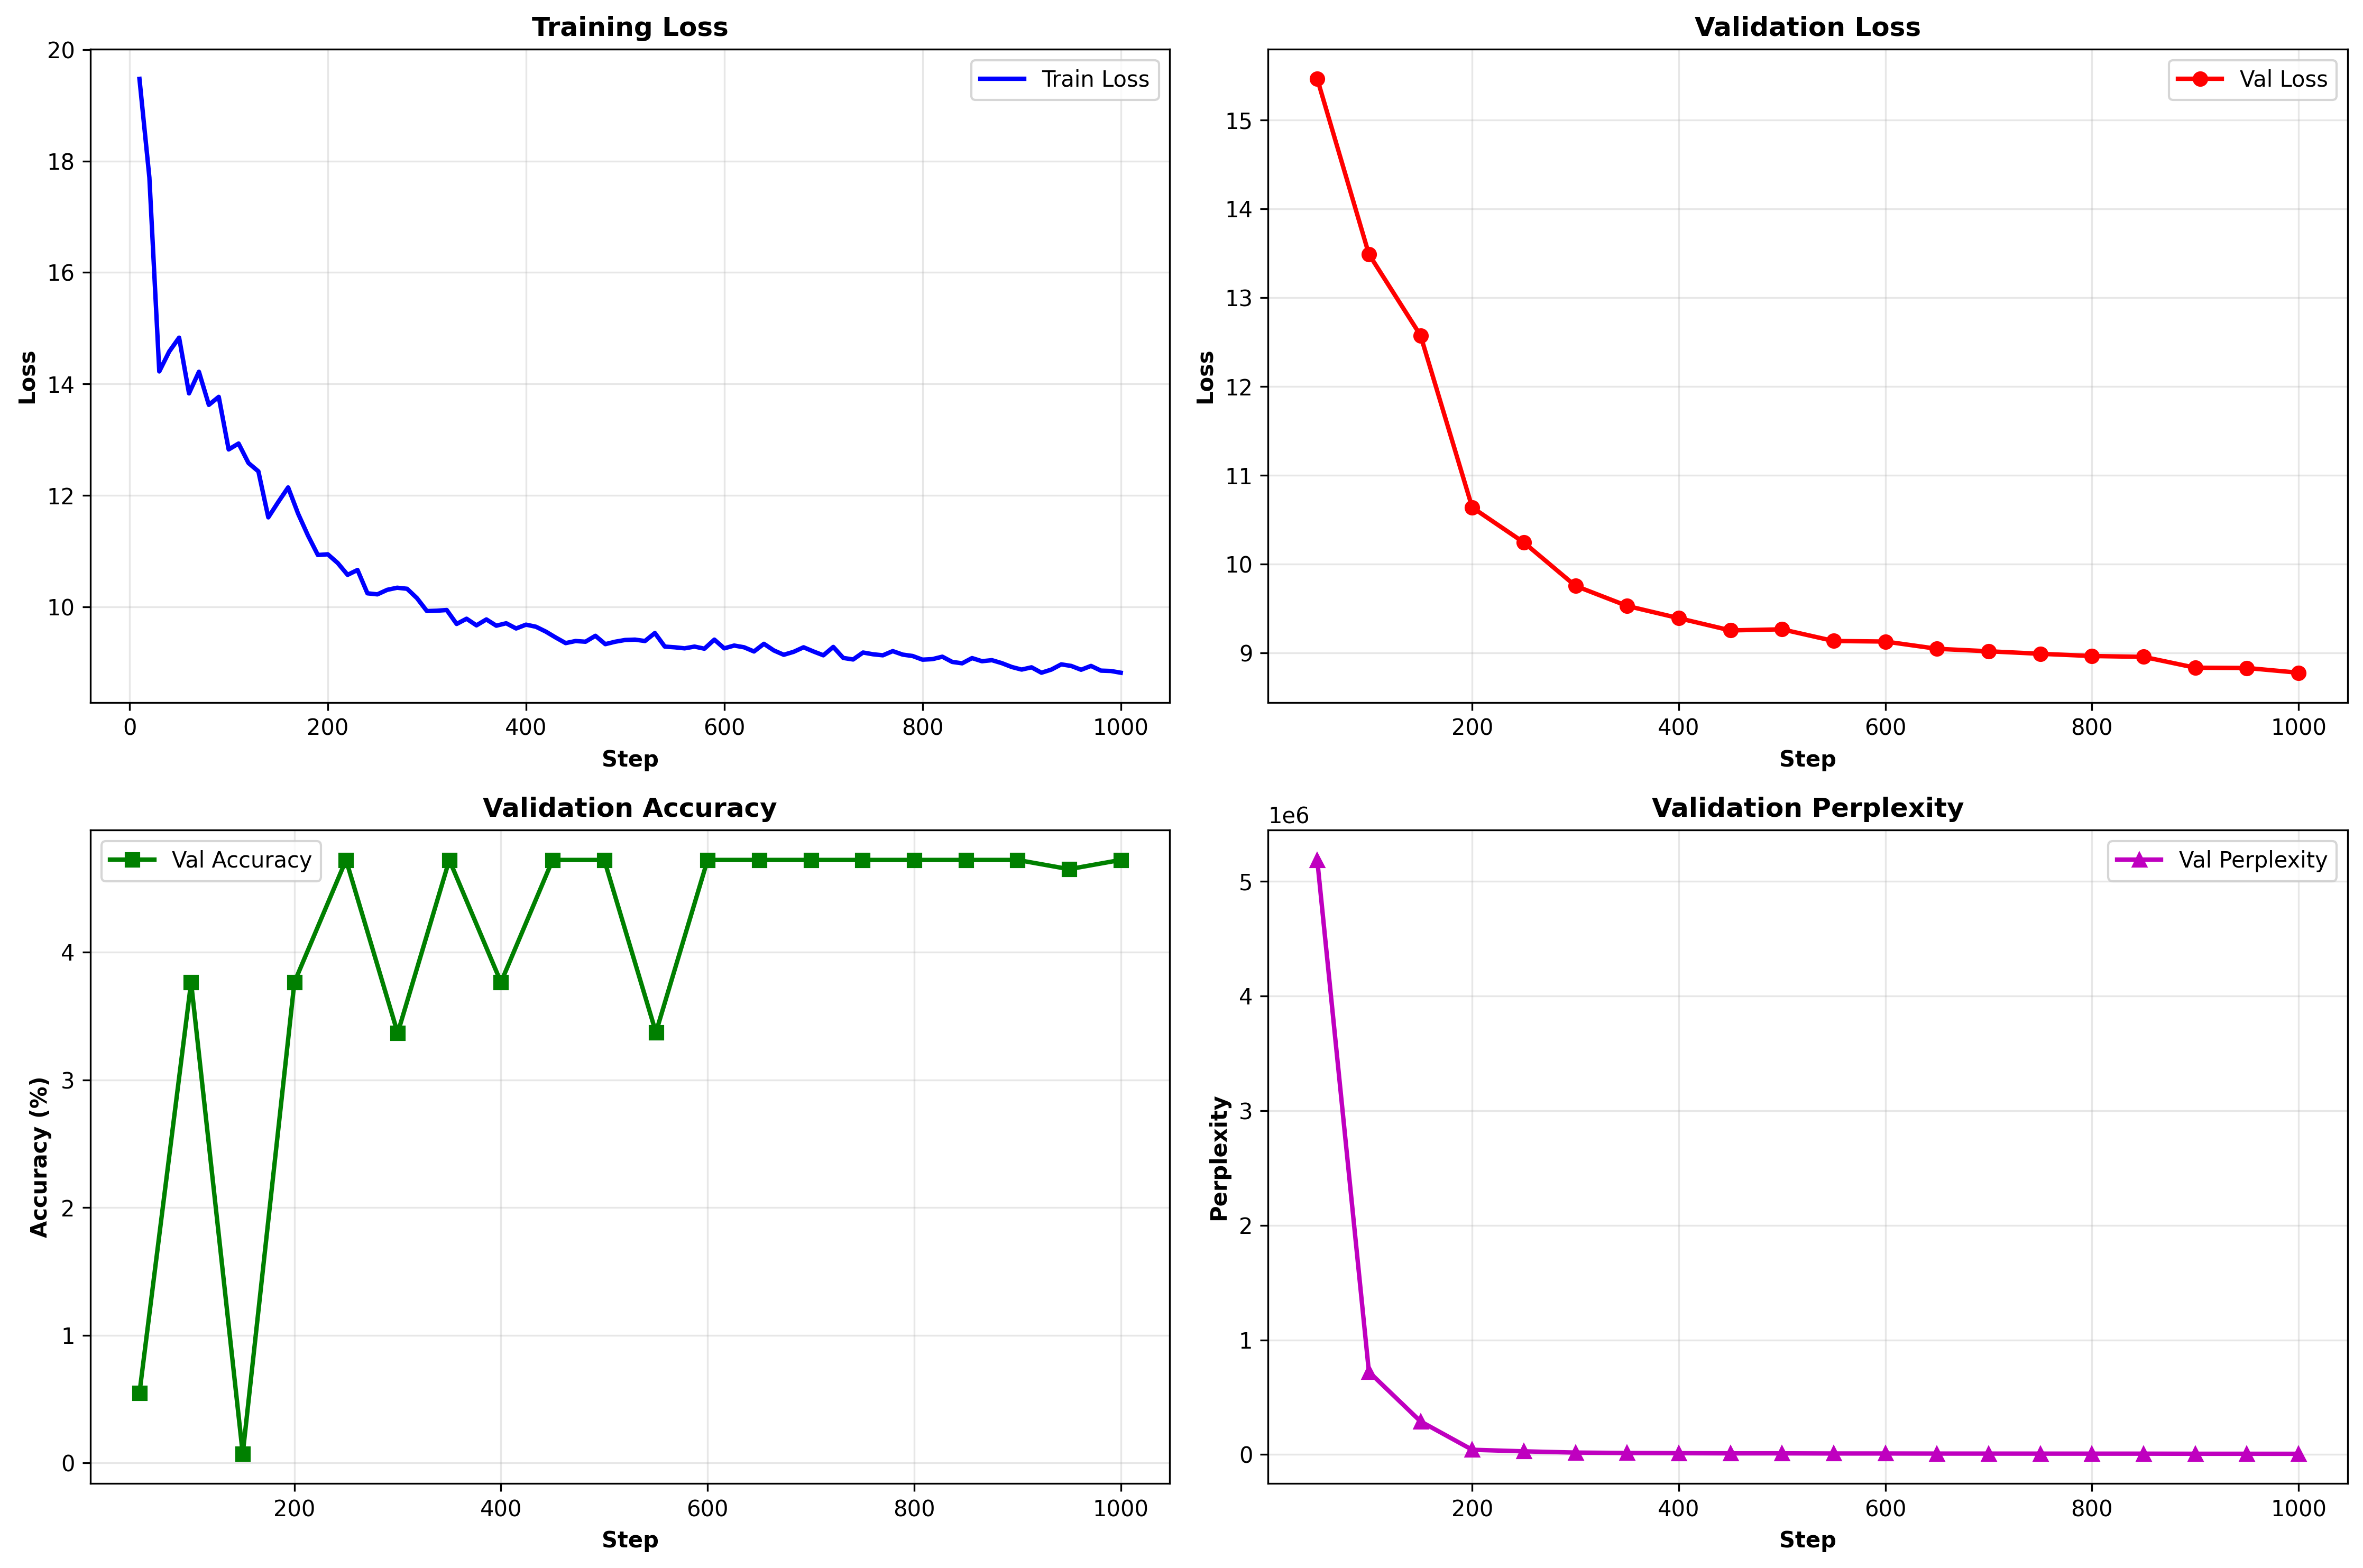 Training Loss
Train Loss
20
18
16
14
12
10
Loss
0 200 400 600 800 1000
Step
Validation Loss
Val Loss
15
14
13
12
11
10
9
Loss
200 400 600 800 1000
Step
Validation Accuracy
Val Accuracy
4
3
2
1
0
Accuracy (%)
200 400 600 800 1000
Step
Validation Perplexity
1e6
Val Perplexity
5
4
3
2
1
0
Perplexity
200 400 600 800 1000
Step